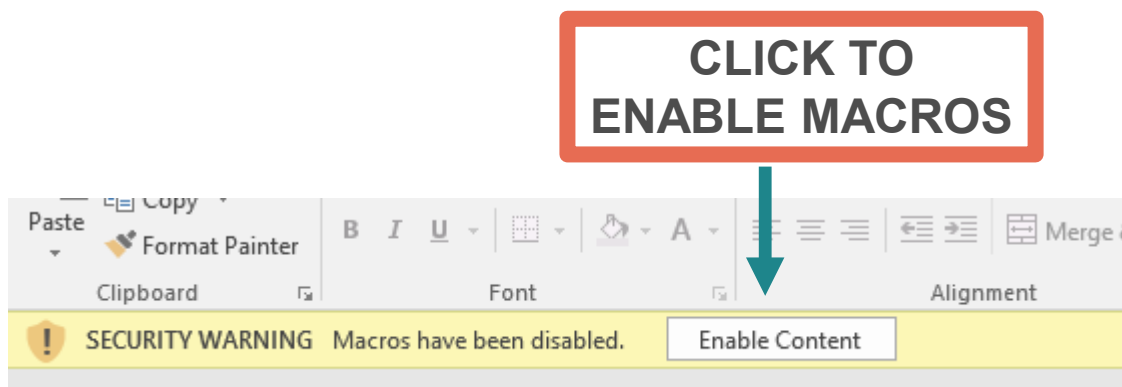 CLICK TO
ENABLE MACROS
Copy
Paste
Format Painter
B I U A
Merge &
Clipboard Font Alignment
SECURITY WARNING Macros have been disabled. Enable Content